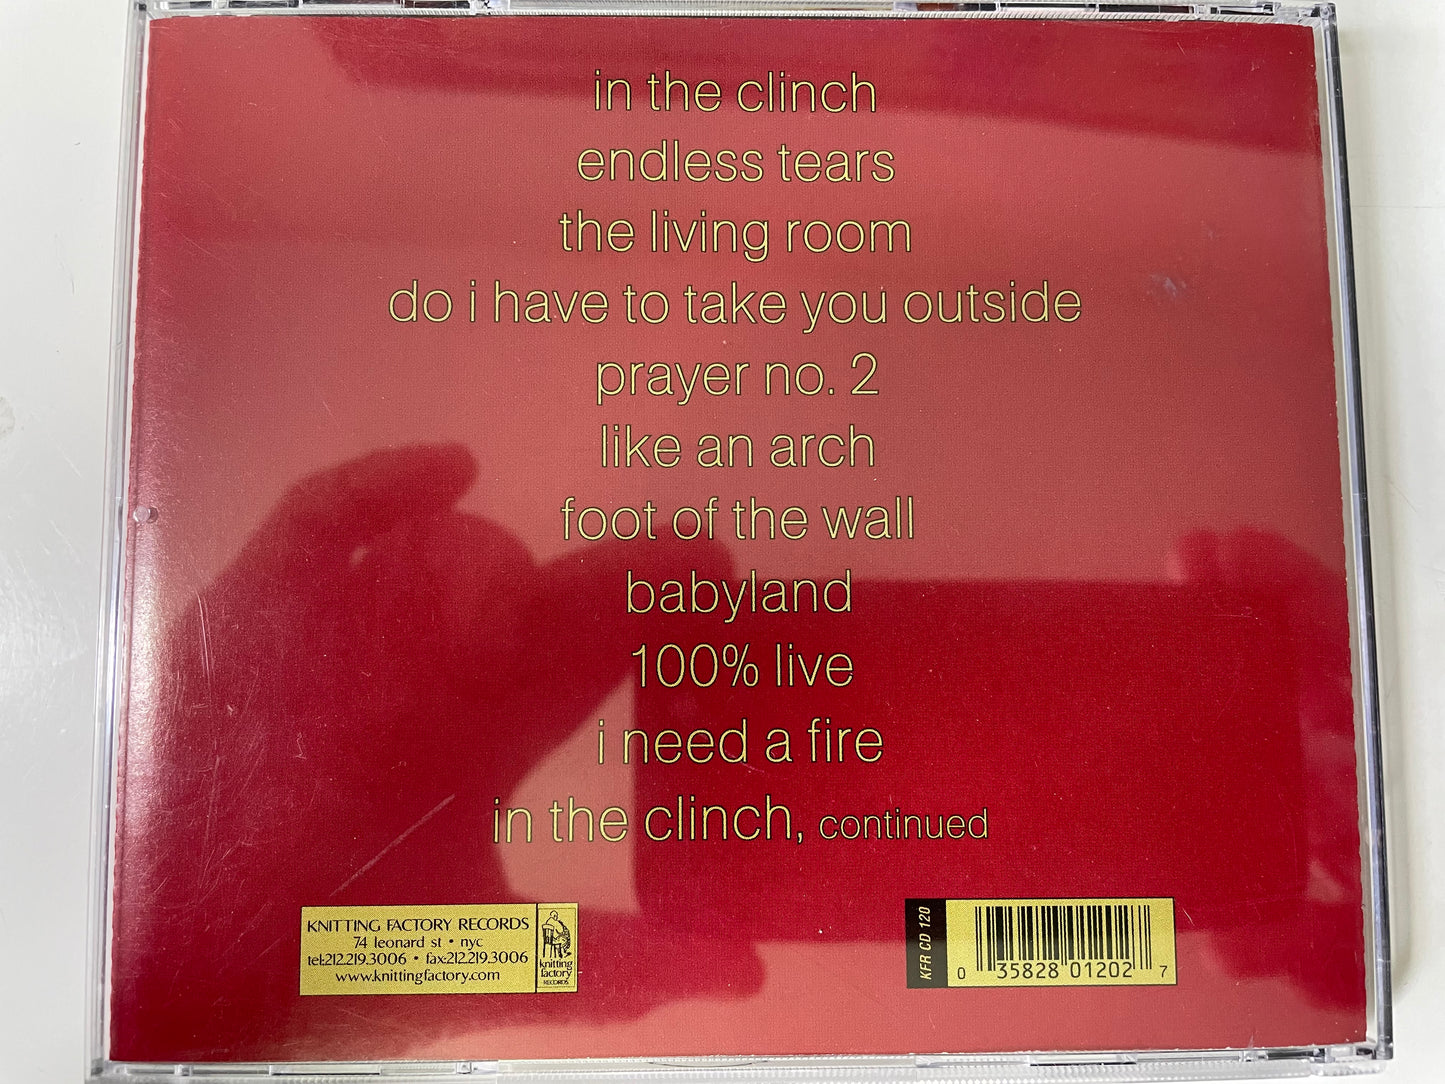 in the clinch
endless tears
the living room
do i have to take you outside
prayer no. 2
like an arch
foot of the wall
babyland
100% live
i need a fire
in the clinch, continued
KNITTING FACTORY RECORDS
74 leonard st • nyc
tel:212.219.3006 • fax:212.219.3006
www.knittingfactory.com
knitting
factory
RECORDS
KFR CD 120
0 35828 01202 7